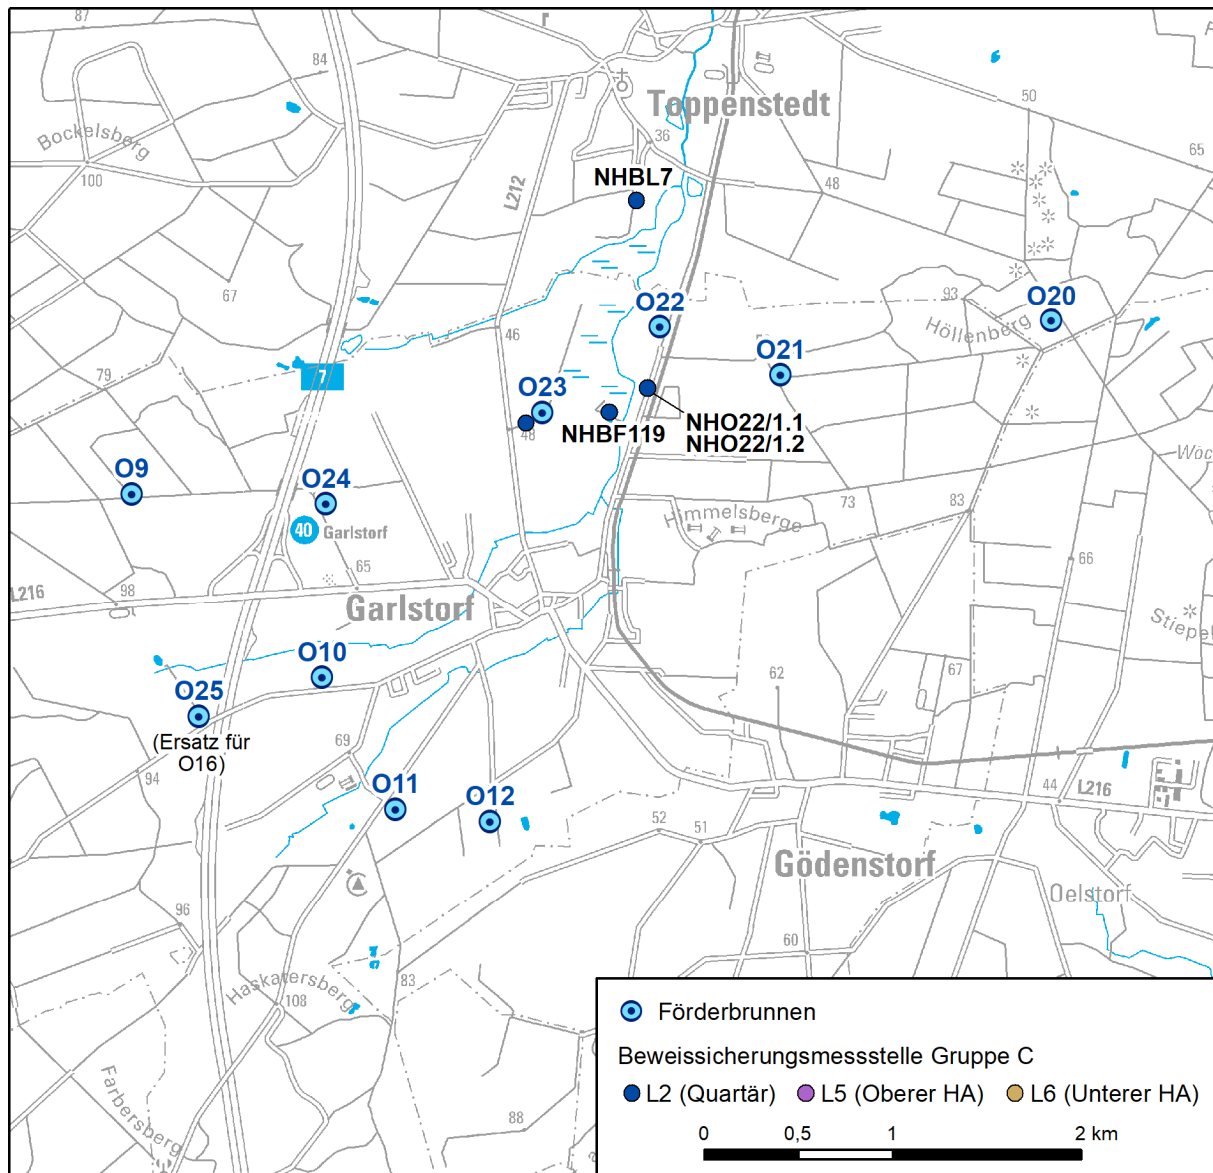 87
r
84
Toppenstedt
50
Bockelsberg
36
65
100
NHBL7
48
L212
67
93
O20
O22
Höllenberg
46
O21
79
7
O23
NHO22/1.1
48
NHBF119
NHO22/1.2
O9
O24
73
83
40
Garlstorf
Himmelsberge
66
65
L216
98
Garlstorf
O10
67
62
O25
(Ersatz für
O16)
69
94
44
L216
O11
O12
52
51
Gödenstorf
Oelstorf
96
60
83
Haskatersberg
108
Farbersberg
88
Förderbrunnen
Beweissicherungsmessstelle Gruppe C
L2 (Quartär)
L5 (Oberer HA)
L6 (Unterer HA)
0
0,5
1
2 km